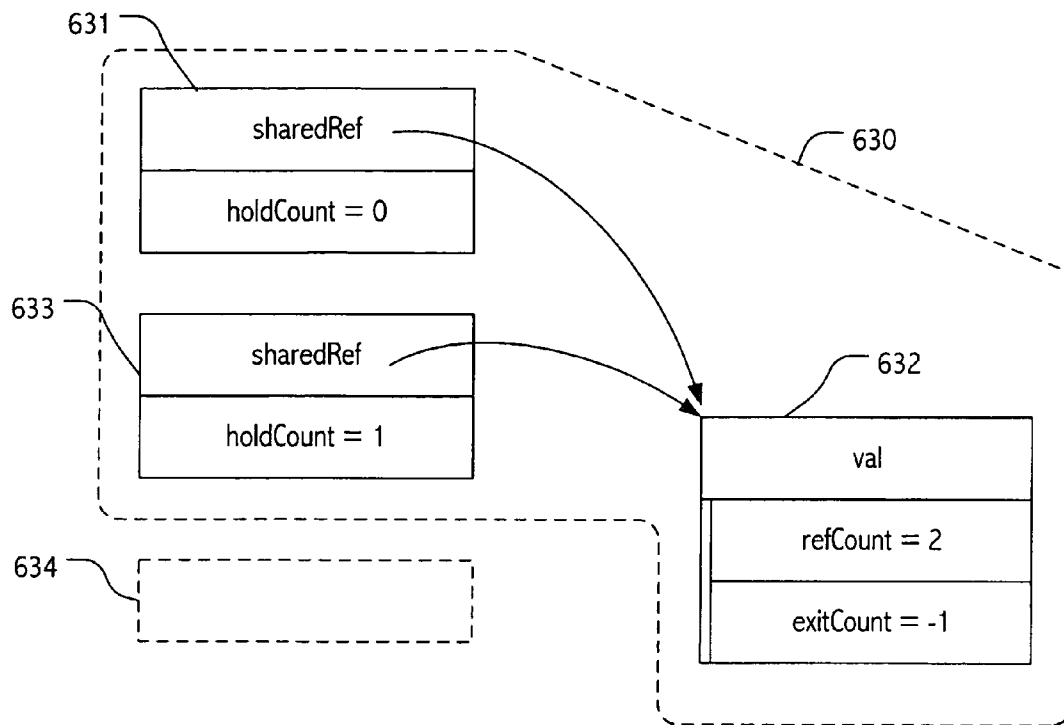 631
sharedRef
630
holdCount = 0
633
sharedRef
632
holdCount = 1
val
refCount = 2
634
exitCount = -1